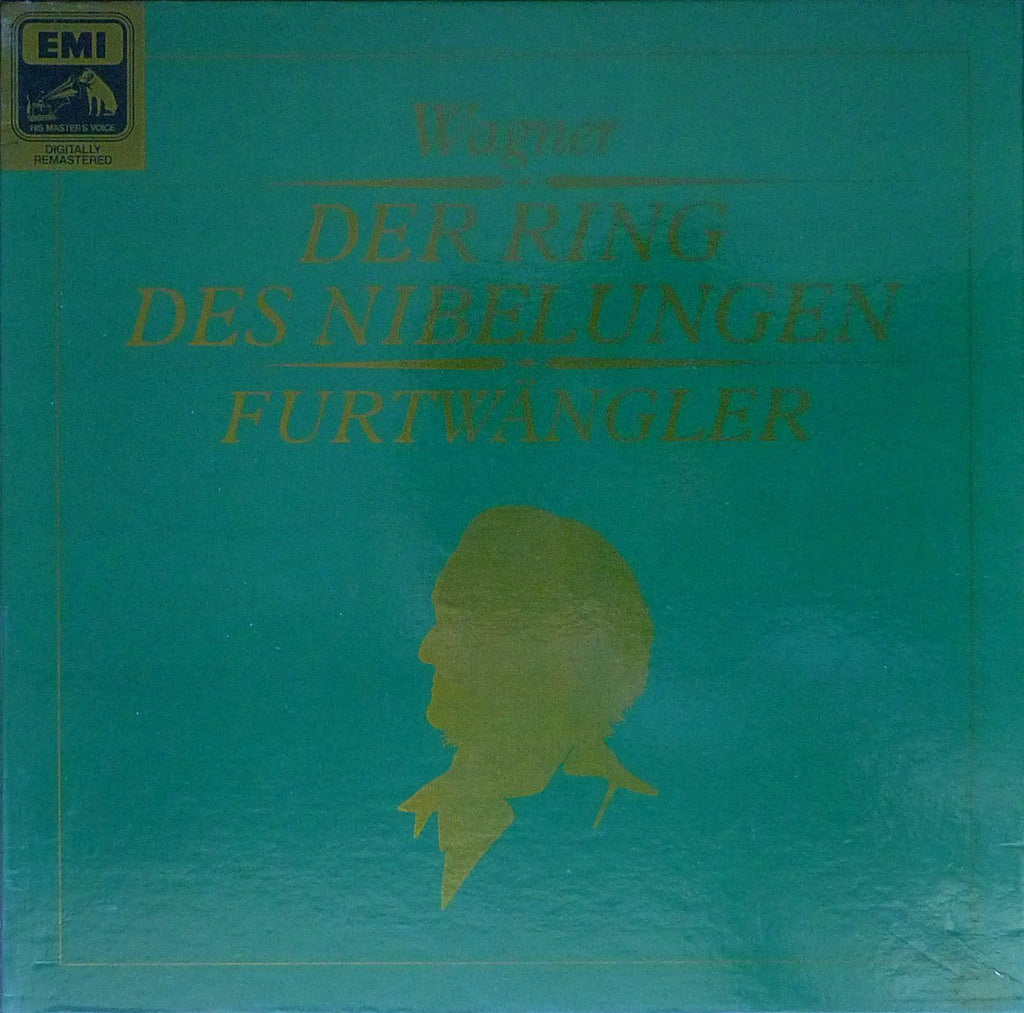 EMI
HIS MASTER'S VOICE
DIGITALLY
REMASTERED
Wagner
DER RING
DES NIBELUNGEN
FURTWÄNGLER